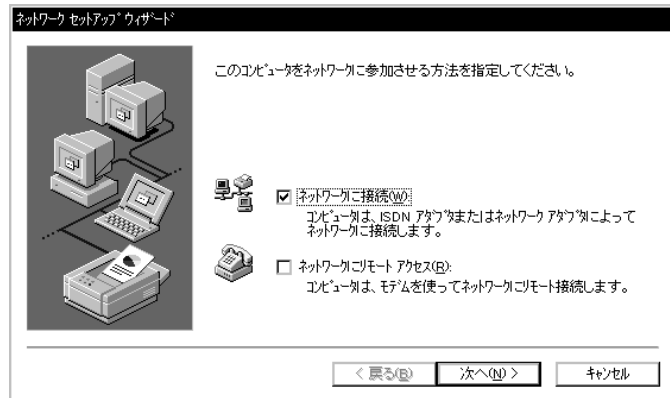 ネットワーク セットアップ ウィザード
このコンピュータをネットワークに参加させる方法を指定してください。
ネットワークに接続(W):
コンピュータは、ISDN アダプタまたはネットワーク アダプタによって
ネットワークに接続します。
ネットワークにリモート アクセス(R):
コンピュータは、モデムを使ってネットワークにリモート接続します。
< 戻る(B)
次へ(N) >
キャンセル